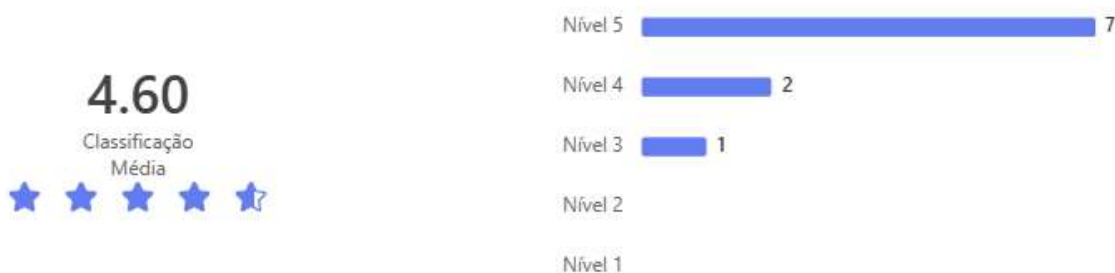 4.60
Classificação
Média
Nível 5 7
Nível 4 2
Nível 3 1
Nível 2
Nível 1